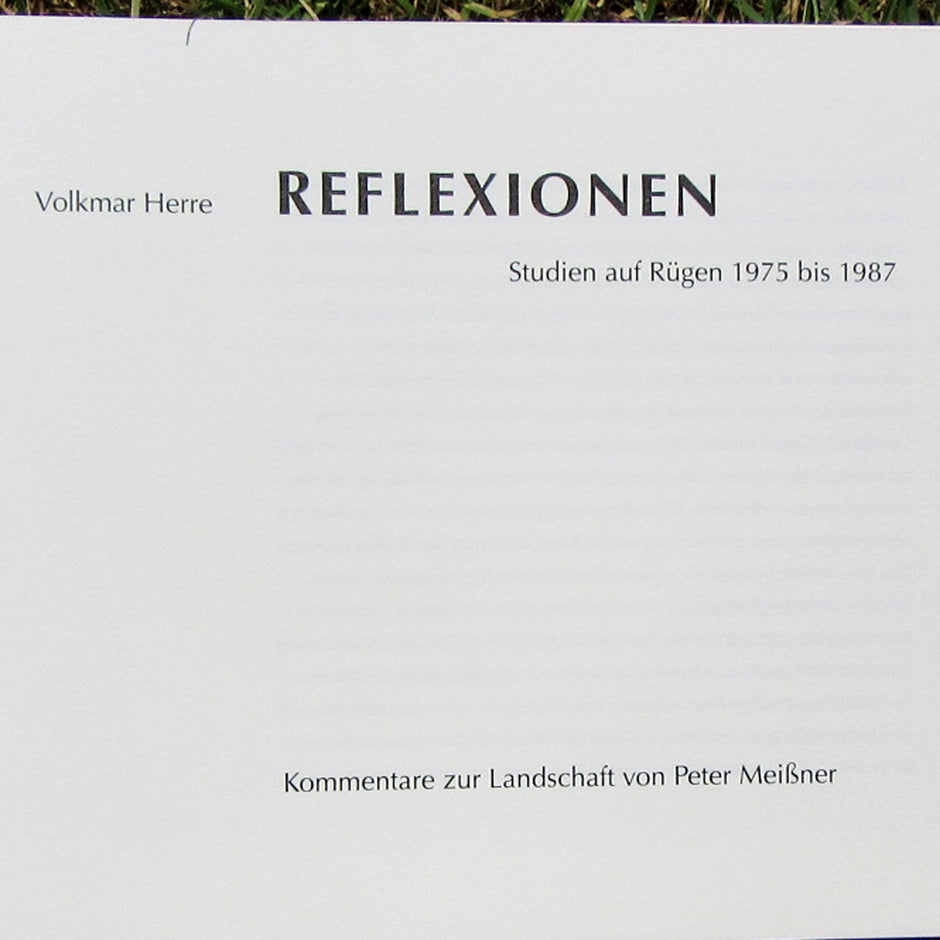 Volkmar Herre
REFLEXIONEN
Studien auf Rügen 1975 bis 1987
Kommentare zur Landschaft von Peter Meißner